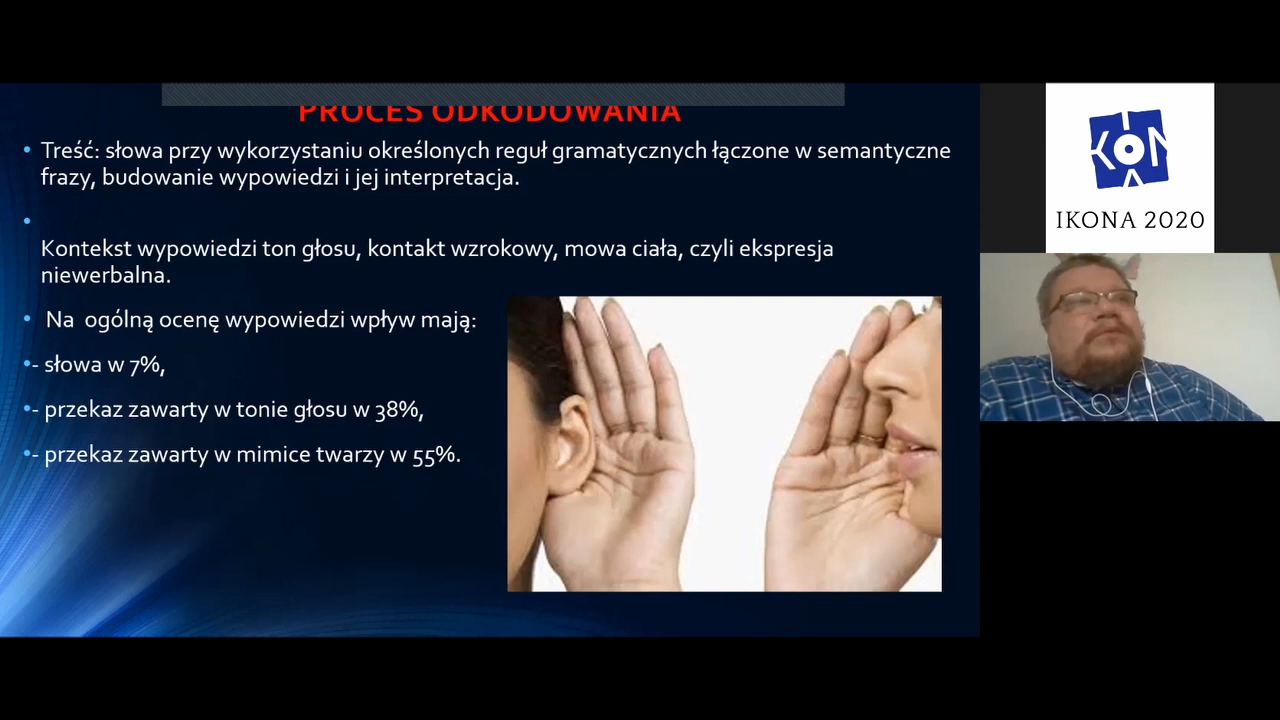 PROCES ODKODOWANIA
• Treść: słowa przy wykorzystaniu określonych reguł gramatycznych łączone w semantyczne
frazy, budowanie wypowiedzi i jej interpretacja.
•
Kontekst wypowiedzi ton głosu, kontakt wzrokowy, mowa ciała, czyli ekspresja
niewerbalna.
• Na ogólną ocenę wypowiedzi wpływ mają:
•- słowa w 7%,
•- przekaz zawarty w tonie głosu w 38%,
•- przekaz zawarty w mimice twarzy w 55%.
IKONA
IKONA 2020